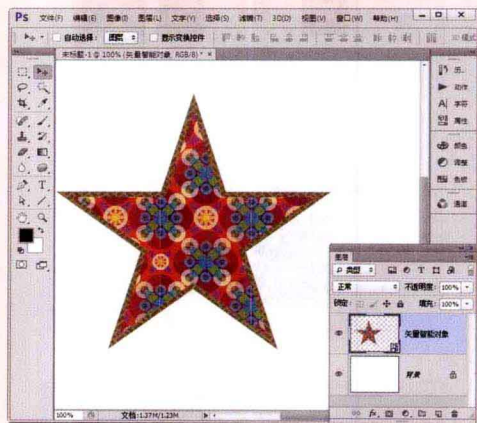 Ps 文件(F) 编辑(E) 图像(I) 图层(L) 文字(Y) 选择(S) 滤镜(T) 3D(D) 视图(V) 窗口(W) 帮助(H)
自动选择： 图层 显示变换控件
未标题-1 @ 100% (矢量智能对象, RGB/8) *
历...
动作
字符
属性
颜色
调整
色板
通道
图层
类型
正常 不透明度: 100%
锁定: 填充: 100%
矢量智能对象
背景
100% 文档:1.37M/1.23M